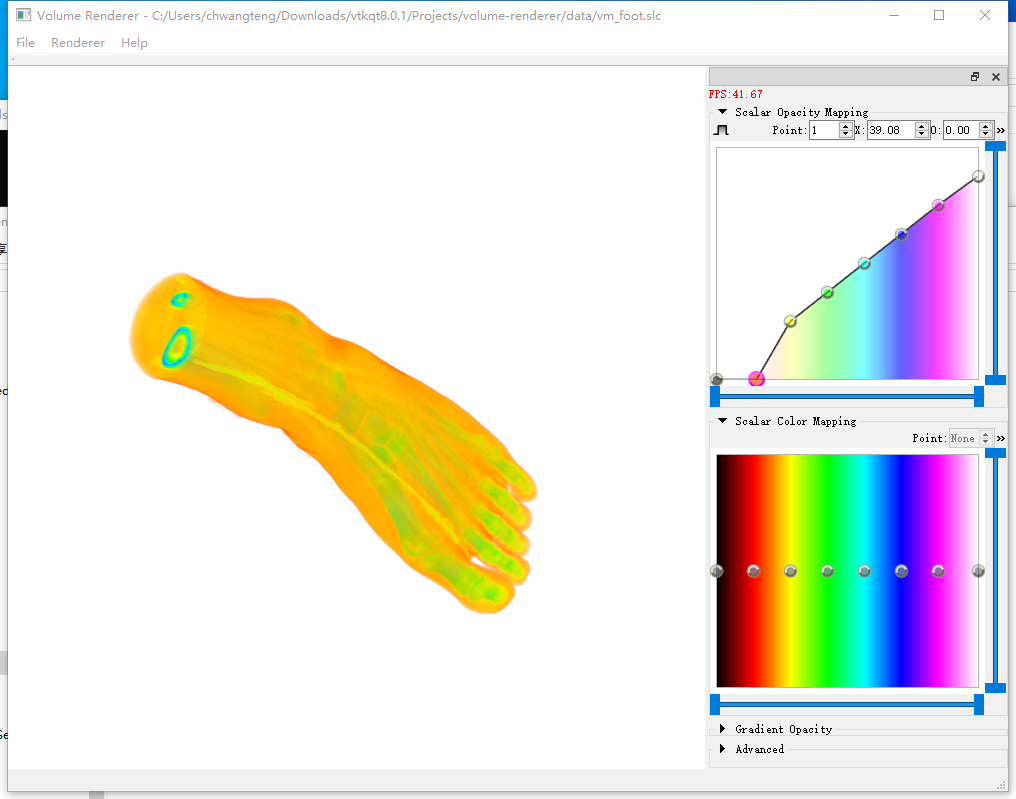 Volume Renderer - C:/Users/chwangteng/Downloads/vtkqt8.0.1/Projects/volume-renderer/data/vm_foot.slc
File Renderer Help
FPS:41.67
Scalar Opacity Mapping
Point: 1 X: 39.08 O: 0.00 »
Scalar Color Mapping
Point: None »
Gradient Opacity
Advanced